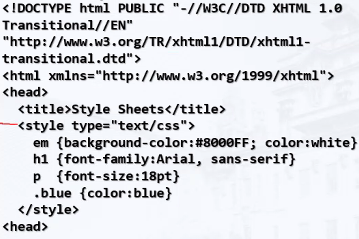 <!DOCTYPE html PUBLIC "-//W3C//DTD XHTML 1.0
Transitional//EN"
"http://www.w3.org/TR/xhtml1/DTD/xhtml1-
transitional.dtd">
<html xmlns="http://www.w3.org/1999/xhtml">
<head>
  <title>Style Sheets</title>
  <style type="text/css">
    em {background-color:#8000FF; color:white}
    h1 {font-family:Arial, sans-serif}
    p  {font-size:18pt}
    .blue {color:blue}
  </style>
<head>